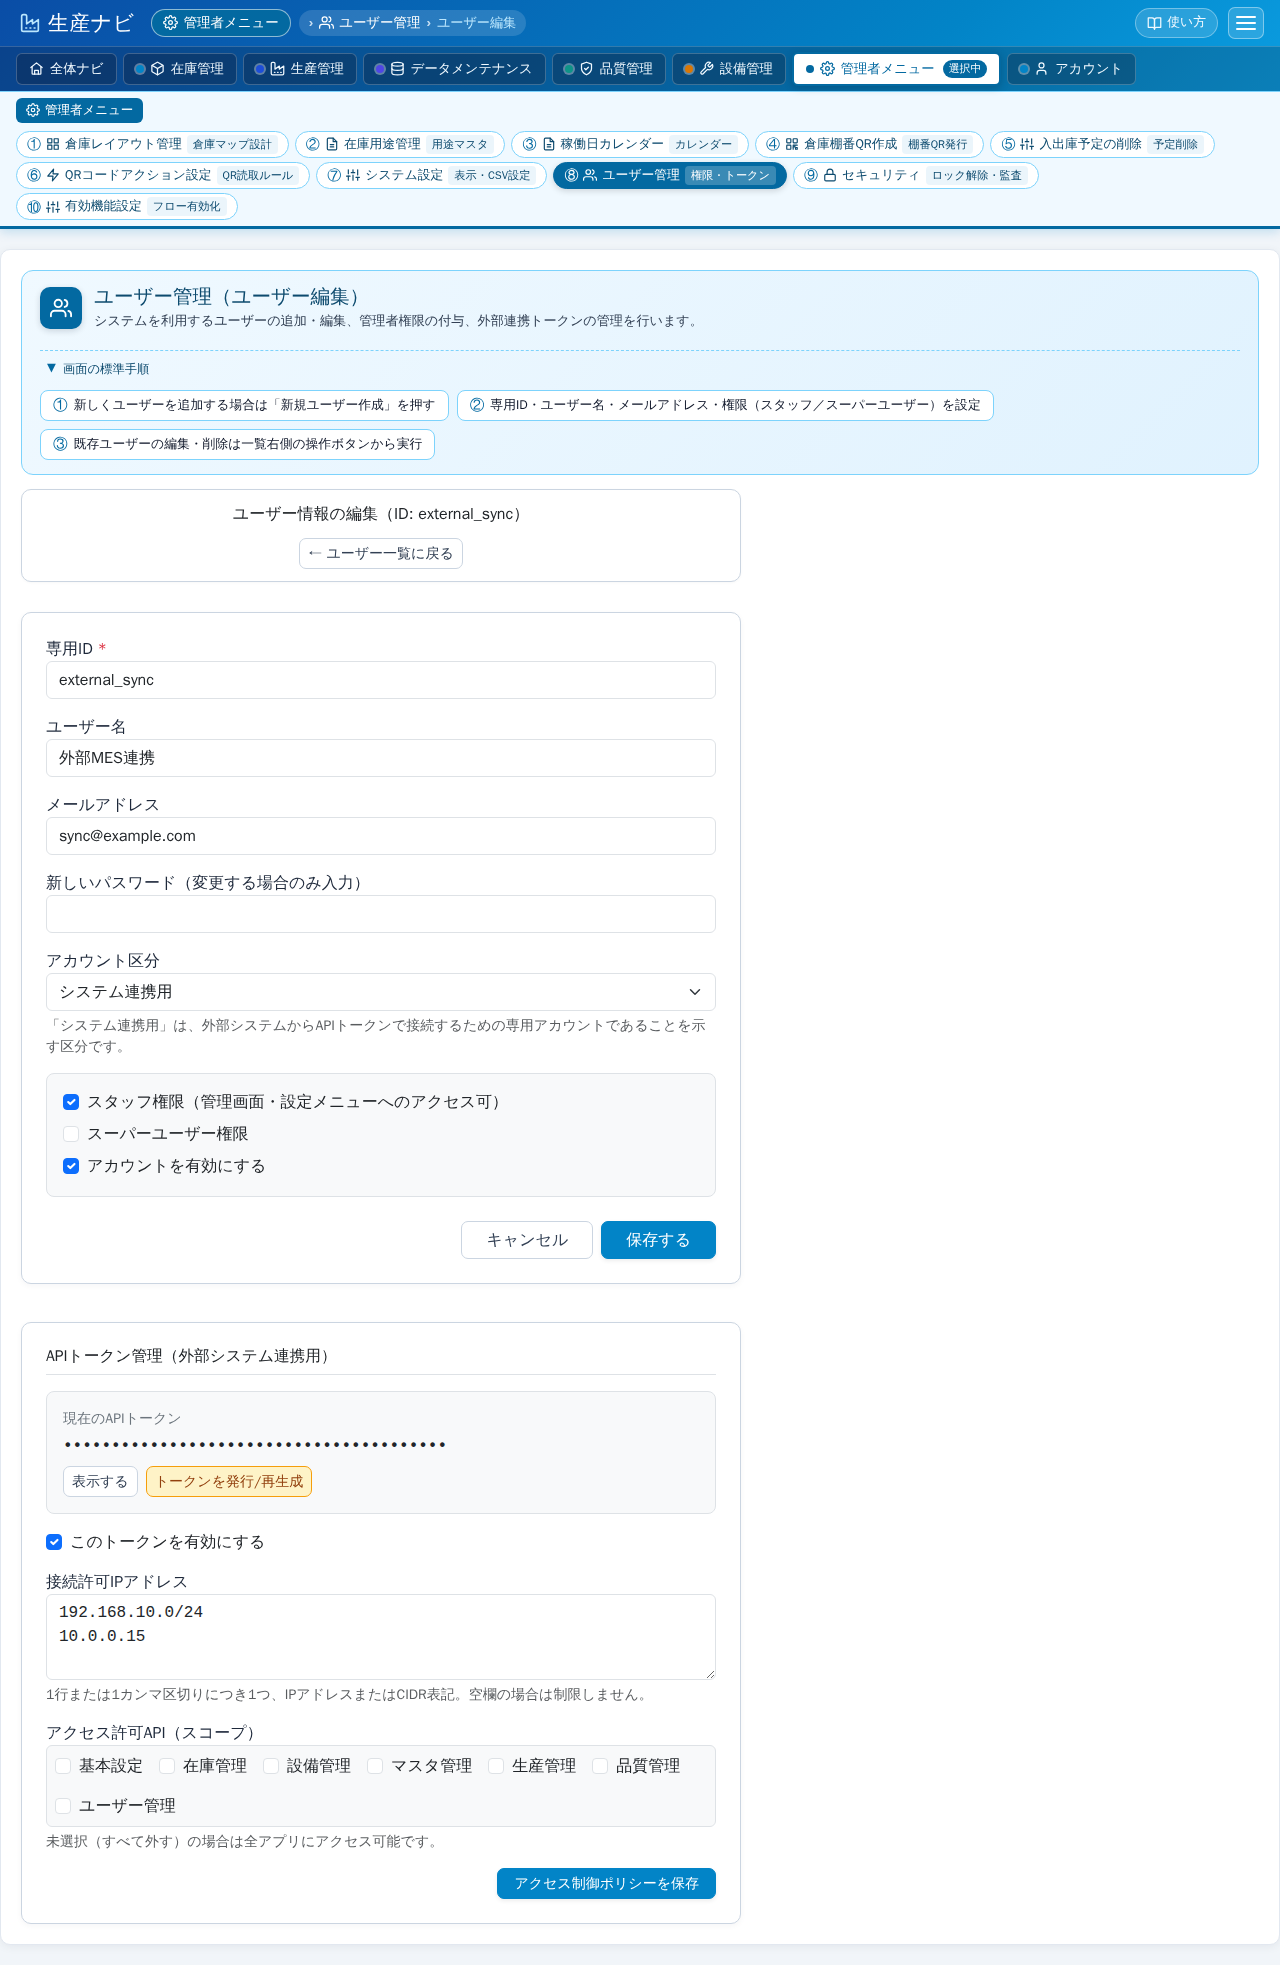 生産ナビ 管理者メニュー › ユーザー管理 › ユーザー編集 使い方
全体ナビ 在庫管理 生産管理 データメンテナンス 品質管理 設備管理 管理者メニュー 選択中 アカウント
管理者メニュー
① 倉庫レイアウト管理 倉庫マップ設計 ② 在庫用途管理 用途マスタ ③ 稼働日カレンダー カレンダー ④ 倉庫棚番QR作成 棚番QR発行 ⑤ 入出庫予定の削除 予定削除
⑥ QRコードアクション設定 QR読取ルール ⑦ システム設定 表示・CSV設定 ⑧ ユーザー管理 権限・トークン ⑨ セキュリティ ロック解除・監査
⑩ 有効機能設定 フロー有効化
ユーザー管理（ユーザー編集）
システムを利用するユーザーの追加・編集、管理者権限の付与、外部連携トークンの管理を行います。
▼ 画面の標準手順
① 新しくユーザーを追加する場合は「新規ユーザー作成」を押す ② 専用ID・ユーザー名・メールアドレス・権限（スタッフ／スーパーユーザー）を設定
③ 既存ユーザーの編集・削除は一覧右側の操作ボタンから実行
ユーザー情報の編集（ID: external_sync）
← ユーザー一覧に戻る
専用ID *
external_sync
ユーザー名
外部MES連携
メールアドレス
sync@example.com
新しいパスワード（変更する場合のみ入力）
アカウント区分
システム連携用
「システム連携用」は、外部システムからAPIトークンで接続するための専用アカウントであることを示
す区分です。
スタッフ権限（管理画面・設定メニューへのアクセス可）
スーパーユーザー権限
アカウントを有効にする
キャンセル 保存する
APIトークン管理（外部システム連携用）
現在のAPIトークン
••••••••••••••••••••••••••••••••••••••••
表示する トークンを発行/再生成
このトークンを有効にする
接続許可IPアドレス
192.168.10.0/24
10.0.0.15
1行または1カンマ区切りにつき1つ、IPアドレスまたはCIDR表記。空欄の場合は制限しません。
アクセス許可API（スコープ）
基本設定 在庫管理 設備管理 マスタ管理 生産管理 品質管理
ユーザー管理
未選択（すべて外す）の場合は全アプリにアクセス可能です。
アクセス制御ポリシーを保存